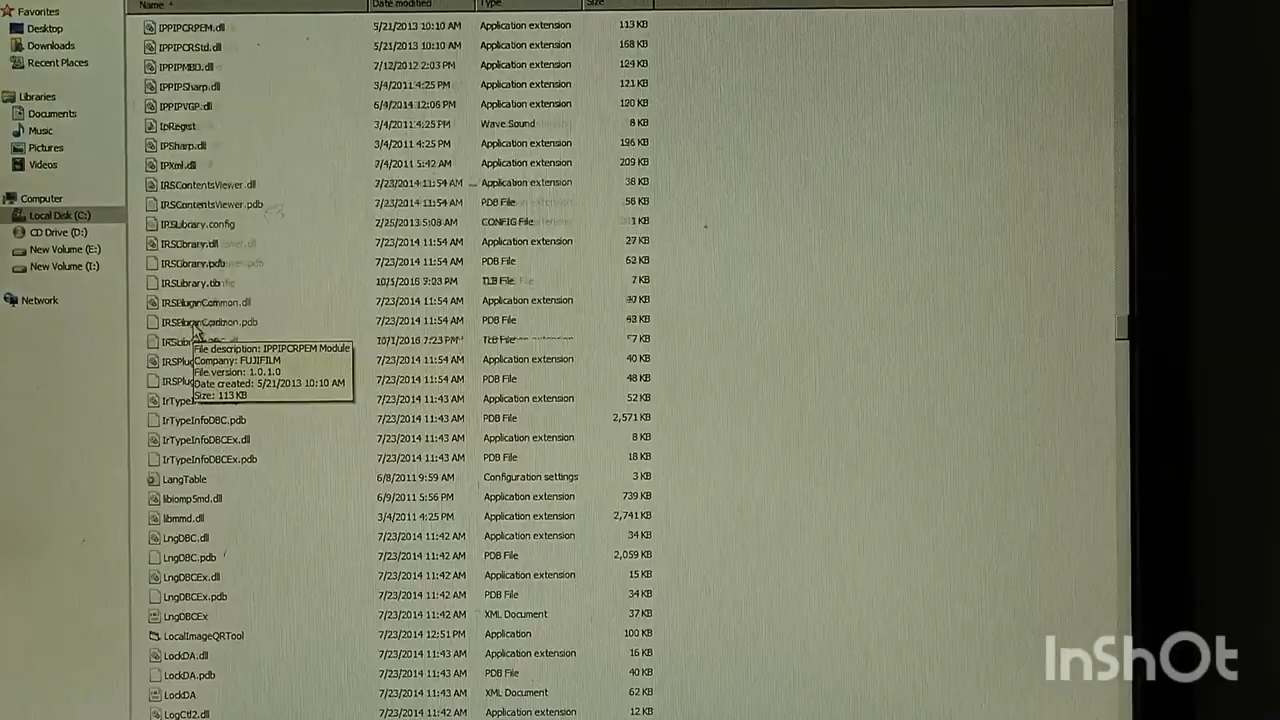 Favorites
Desktop
Downloads
Recent Places
Libraries
Documents
Music
Pictures
Videos
Computer
Local Disk (C:)
CD Drive (D:)
New Volume (E:)
New Volume (I:)
Network
Name Date modified Type Size
IPPIPCRPEM.dll 5/21/2013 10:10 AM Application extension 113 KB
IPPIPCRStd.dll 5/21/2013 10:10 AM Application extension 168 KB
IPPIPMBD.dll 7/12/2012 2:03 PM Application extension 124 KB
IPPIPSharp.dll 3/4/2011 4:25 PM Application extension 121 KB
IPPIPVGP.dll 6/4/2014 12:06 PM Application extension 120 KB
IpRegist 3/4/2011 4:25 PM Wave Sound 8 KB
IPSharp.dll 3/4/2011 4:25 PM Application extension 196 KB
IPXml.dll 7/4/2011 5:42 AM Application extension 209 KB
IRSContentsViewer.dll 7/23/2014 11:54 AM Application extension 38 KB
IRSContentsViewer.pdb 7/23/2014 11:54 AM PDB File 58 KB
IRSLibrary.config 2/25/2013 5:08 AM CONFIG File 1 KB
IRSLibrary.dll 7/23/2014 11:54 AM Application extension 27 KB
IRSLibrary.pdb 7/23/2014 11:54 AM PDB File 62 KB
IRSLibrary.tlb TLB File 7 KB
7/23/2014 11:54 AM Application extension
7/23/2014 11:54 AM PDB File
TLB File
7/23/2014 11:54 AM Application extension 40 KB
7/23/2014 11:54 AM PDB File 48 KB
7/23/2014 11:43 AM Application extension 52 KB
File description: IPPIPCRPEM Module
Company: FUJIFILM
File version: 1.0.1.0
Date created: 5/21/2013 10:10 AM
Size: 113 KB
IrTypeInfoDBC.pdb 7/23/2014 11:43 AM PDB File 2,571 KB
IrTypeInfoDBCEx.dll 7/23/2014 11:43 AM Application extension 8 KB
IrTypeInfoDBCEx.pdb 7/23/2014 11:43 AM PDB File 18 KB
LangTable 6/8/2011 9:59 AM Configuration settings 3 KB
libiomp5md.dll 6/9/2011 5:56 PM Application extension 739 KB
libmmd.dll 3/4/2011 4:25 PM Application extension 2,741 KB
LngDBC.dll 7/23/2014 11:42 AM Application extension 34 KB
LngDBC.pdb 7/23/2014 11:42 AM PDB File 2,059 KB
LngDBCEx.dll 7/23/2014 11:42 AM Application extension 15 KB
LngDBCEx.pdb 7/23/2014 11:42 AM PDB File 34 KB
LngDBCEx 7/23/2014 11:42 AM XML Document 37 KB
LocalImageQRTool 7/23/2014 12:51 PM Application 100 KB
LockDA.dll 7/23/2014 11:43 AM Application extension 16 KB
LockDA.pdb 7/23/2014 11:43 AM PDB File 40 KB
LockDA 7/23/2014 11:43 AM XML Document 62 KB
LogCtl2.dll 7/23/2014 11:42 AM Application extension 12 KB
InShOt